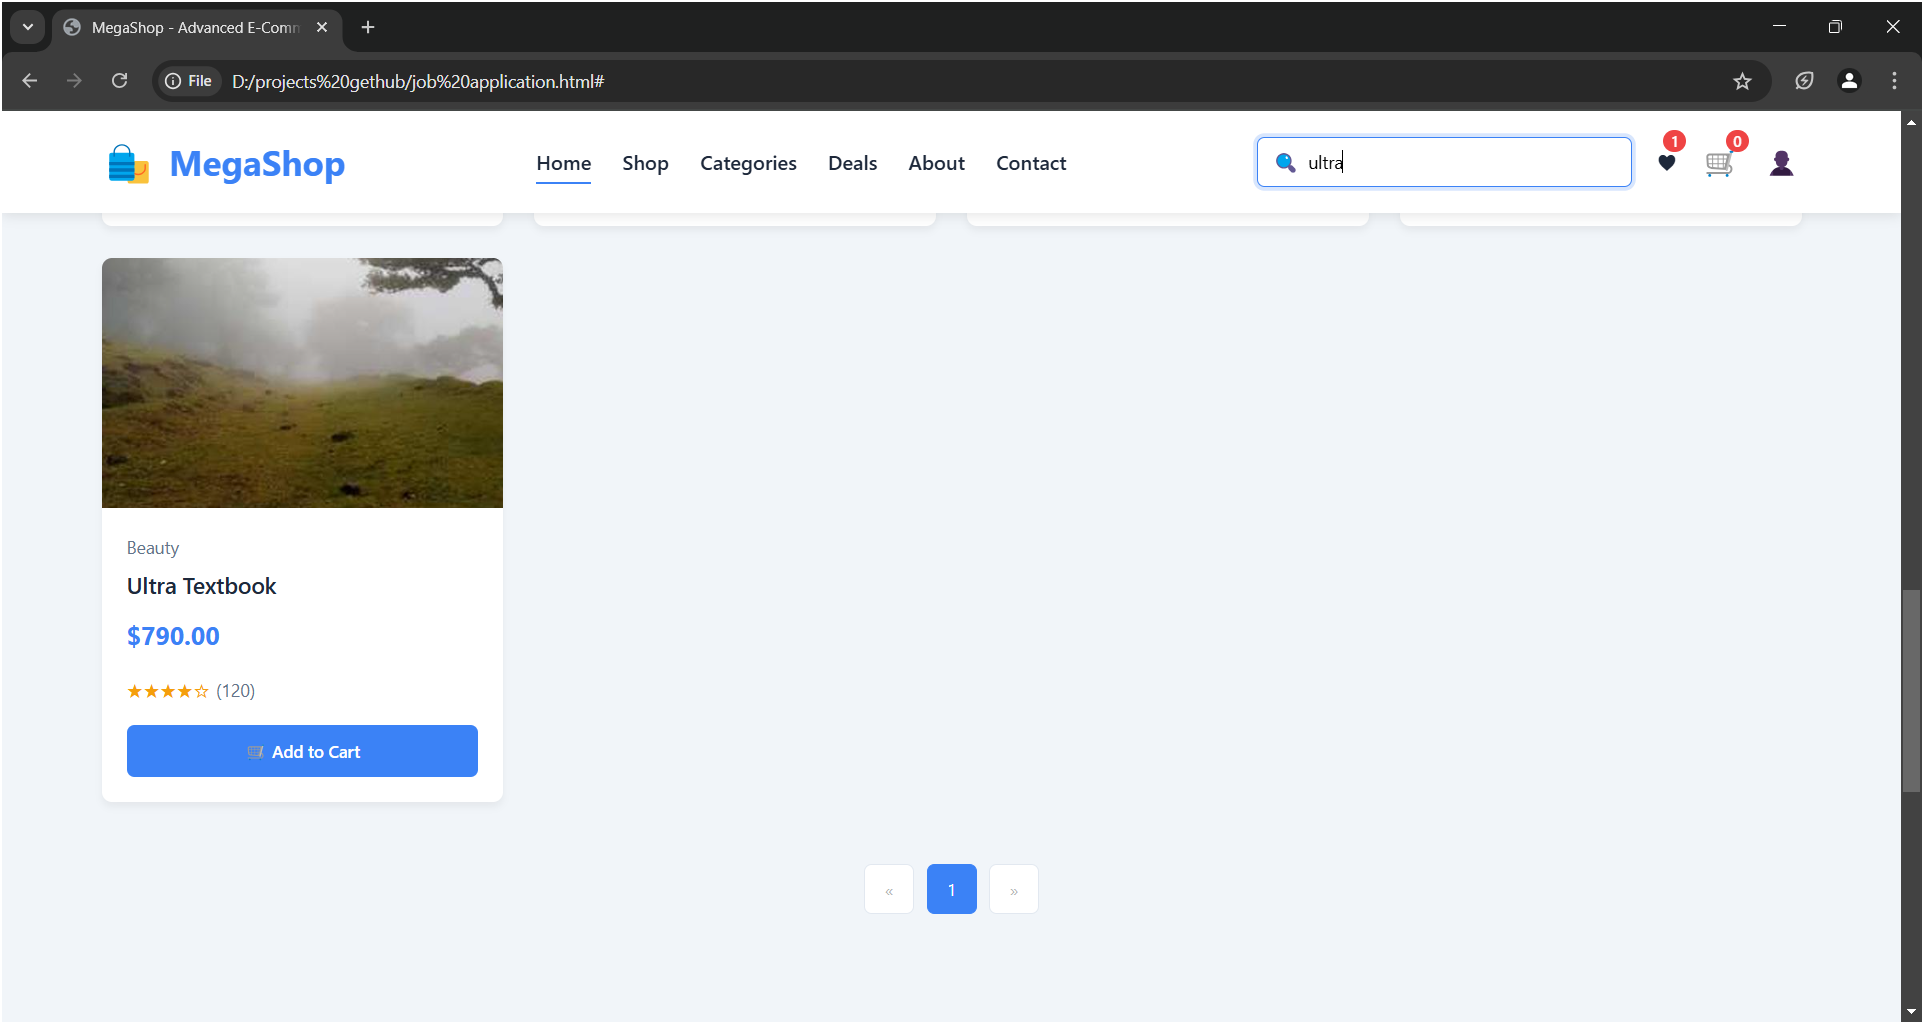 MegaShop - Advanced E-Comm
File D:/projects%20gethub/job%20application.html#
MegaShop Home Shop Categories Deals About Contact ultra 1 0
Beauty
Ultra Textbook
$790.00
★★★★☆ (120)
Add to Cart
« 1 »